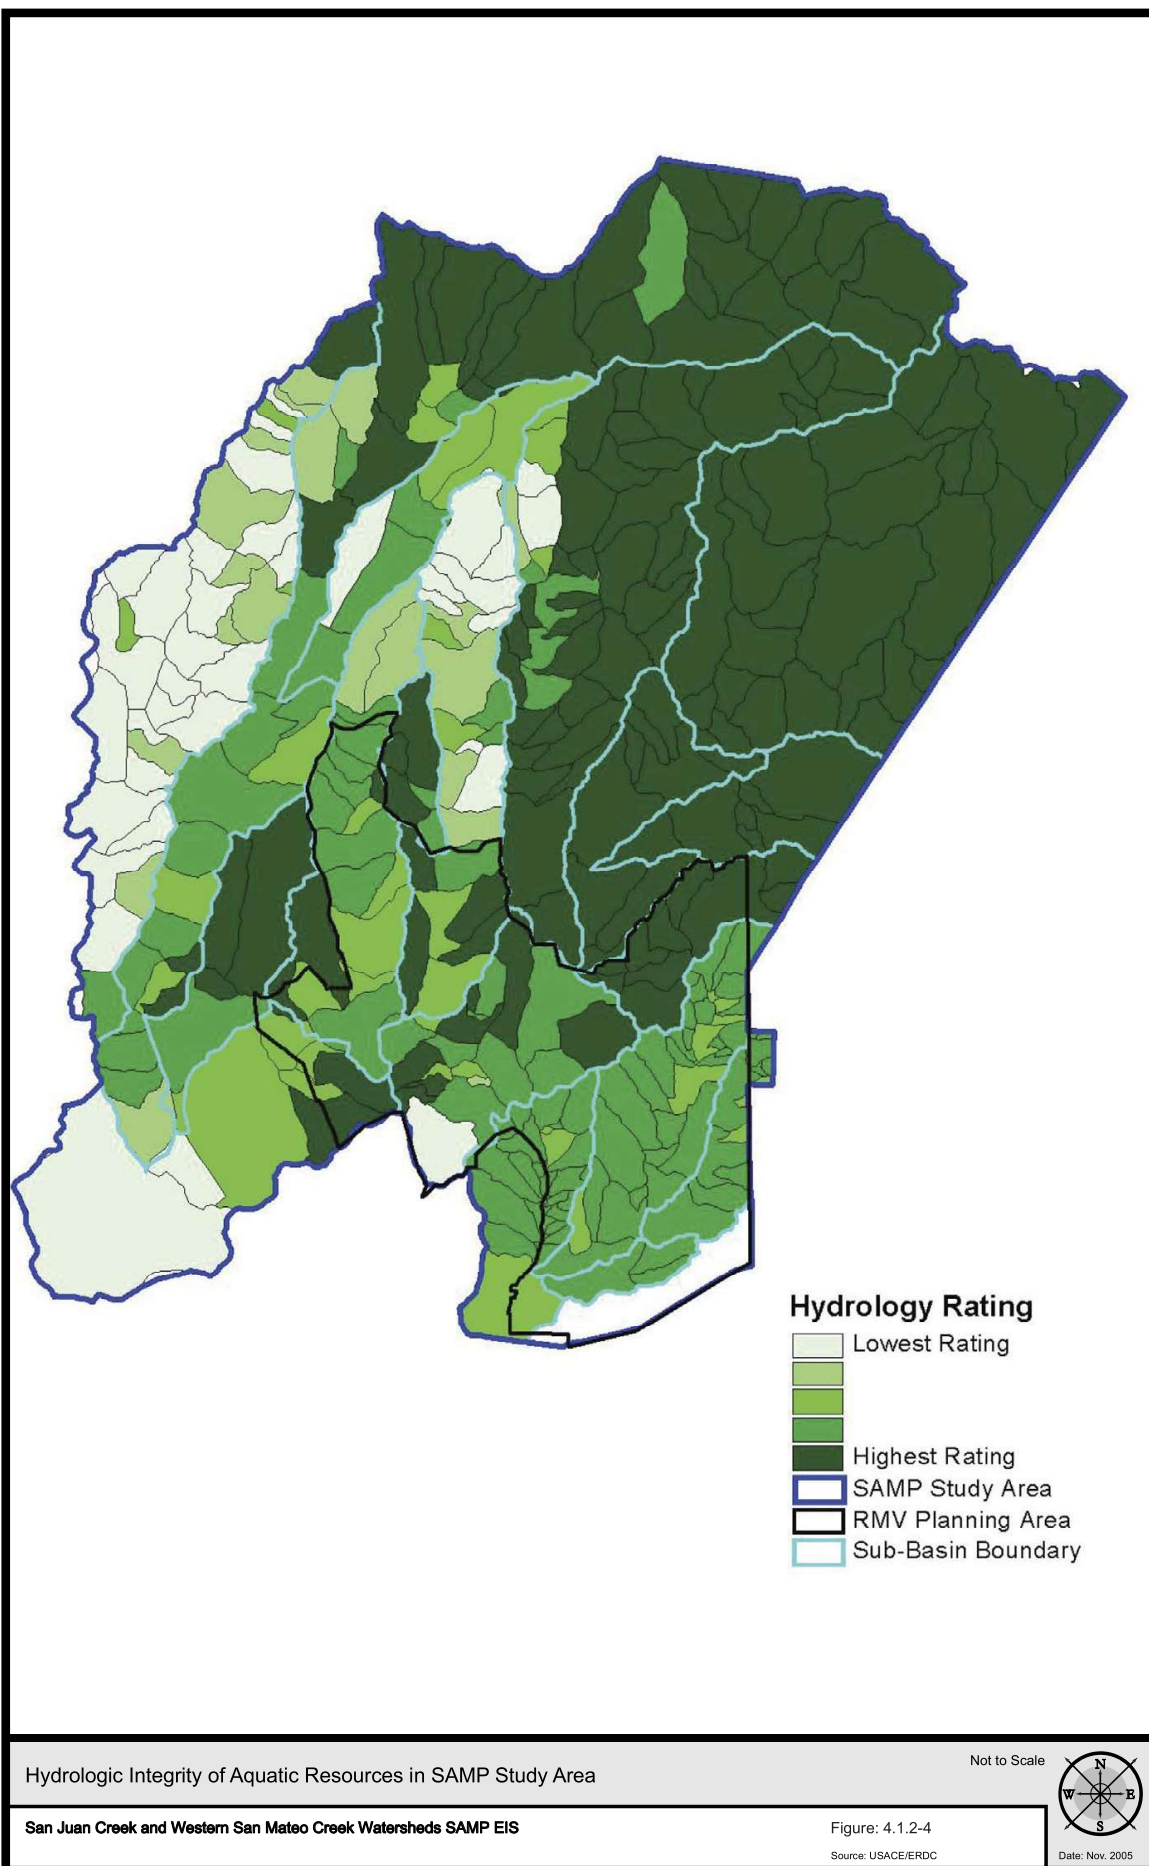 Hydrology Rating
Lowest Rating
Highest Rating
SAMP Study Area
RMV Planning Area
Sub-Basin Boundary
Hydrologic Integrity of Aquatic Resources in SAMP Study Area
Not to Scale
N
W
E
S
San Juan Creek and Western San Mateo Creek Watersheds SAMP EIS
Figure: 4.1.2-4
Source: USACE/ERDC
Date: Nov. 2005